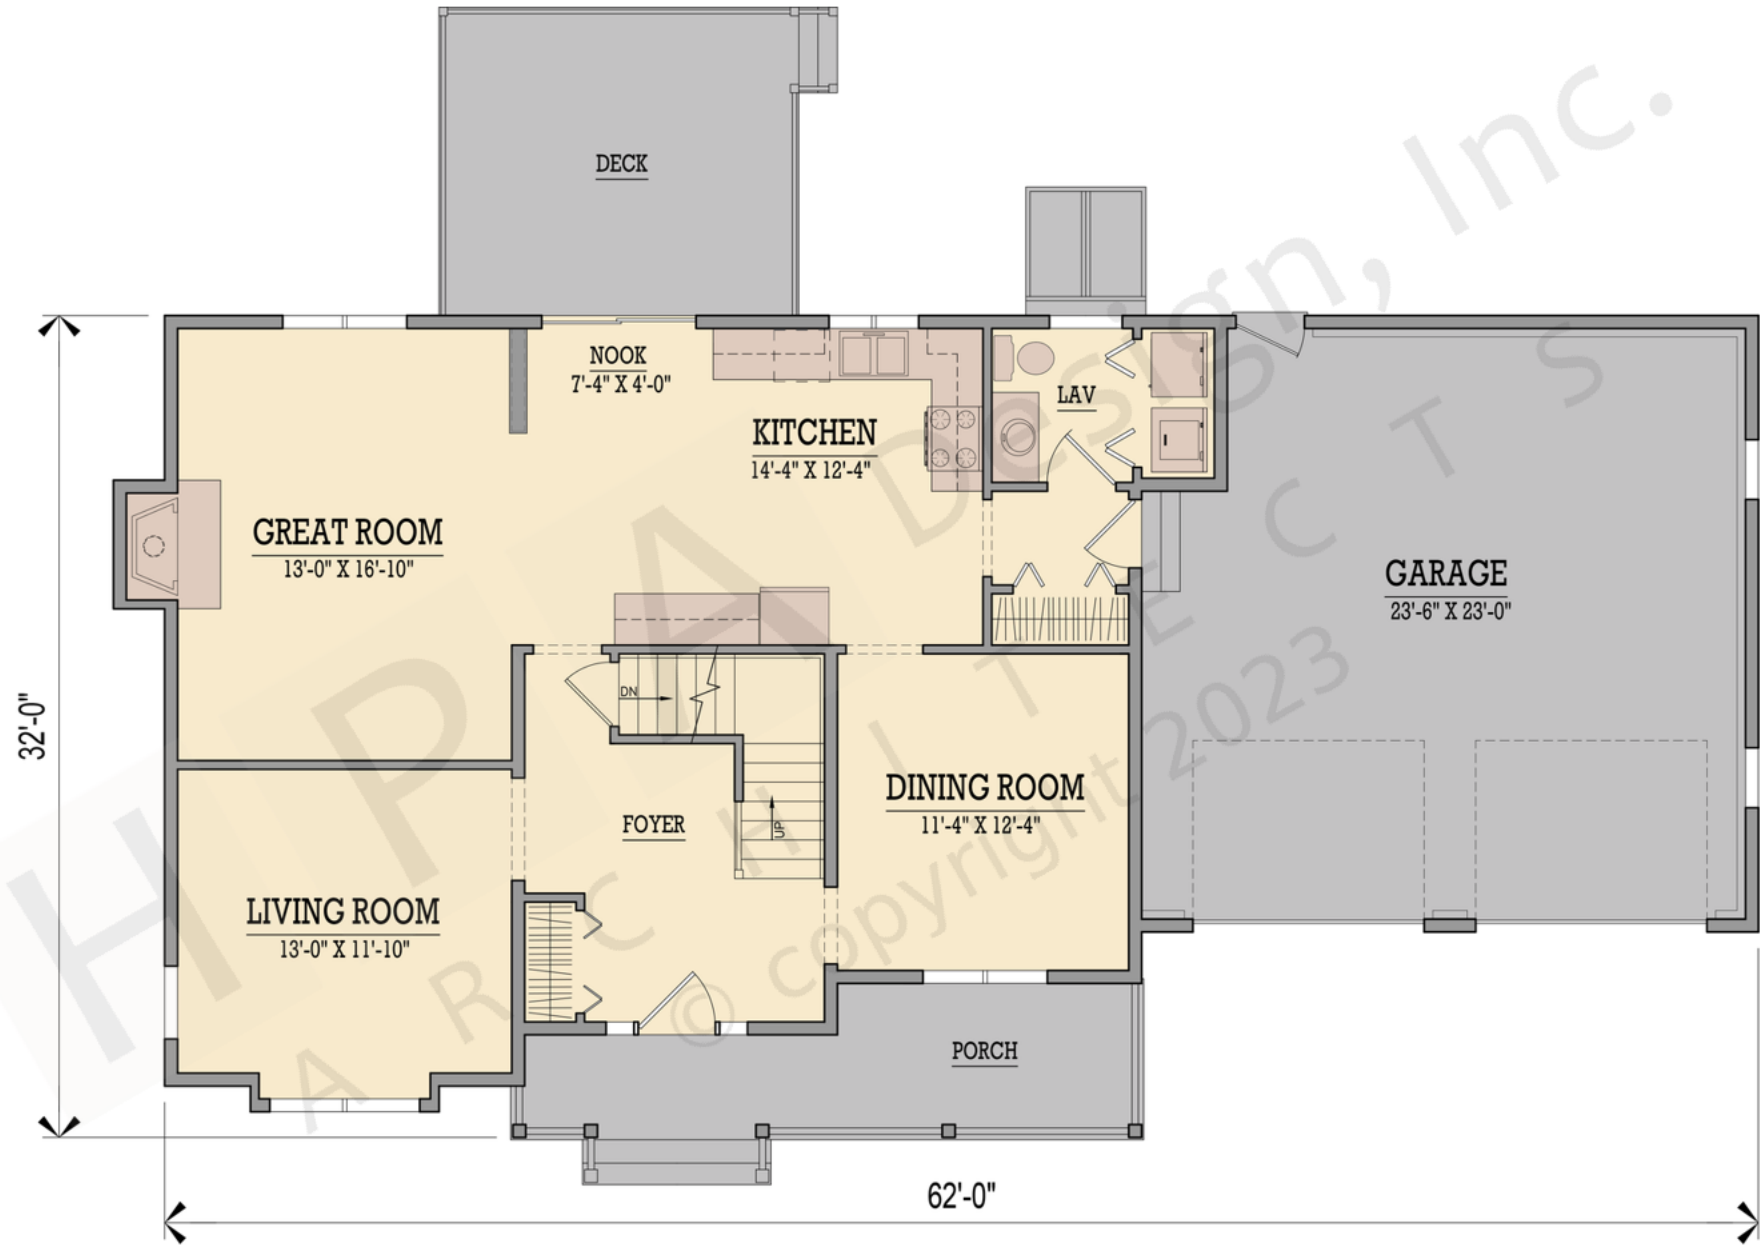 DECK
NOOK
7'-4" X 4'-0"
KITCHEN
14'-4" X 12'-4"
LAV
GREAT ROOM
13'-0" X 16'-10"
GARAGE
23'-6" X 23'-0"
DN
UP
FOYER
DINING ROOM
11'-4" X 12'-4"
LIVING ROOM
13'-0" X 11'-10"
PORCH
32'-0"
62'-0"
HPA Design, Inc.
ARCHITECTS
© copyright 2023